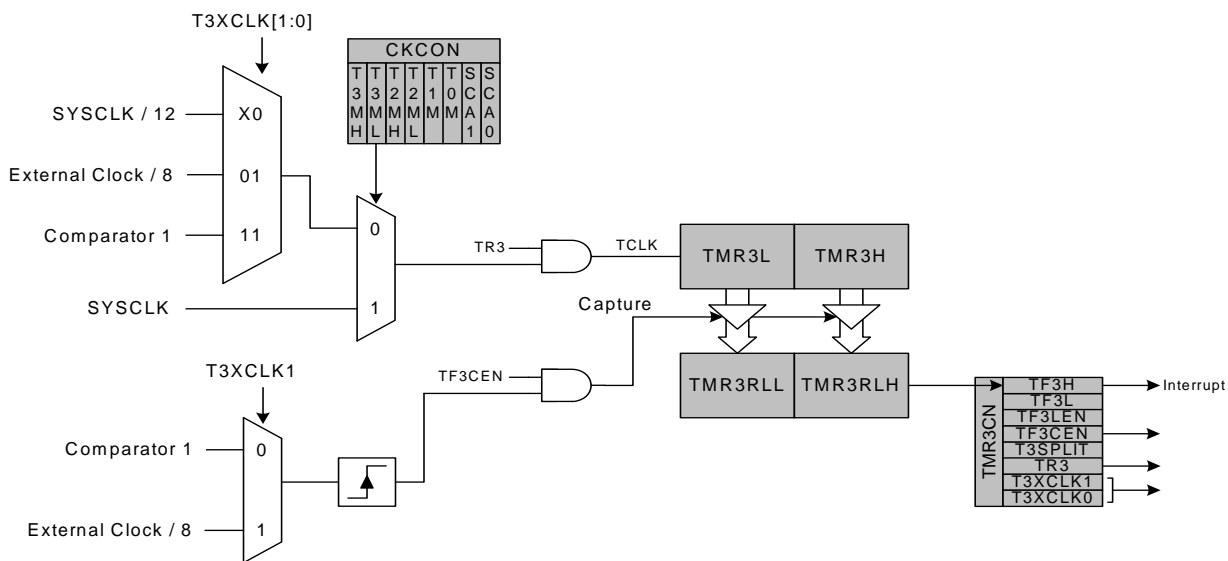 T3XCLK[1:0]
CKCON
T3MH
T3ML
T2MH
T2ML
T1M
T0M
SCA1
SCA0
SYSCLK / 12
X0
External Clock / 8
01
Comparator 1
11
0
SYSCLK
1
TR3
TCLK
TMR3L
TMR3H
Capture
T3XCLK1
TF3CEN
TMR3RLL
TMR3RLH
Comparator 1
0
External Clock / 8
1
TMR3CN
TF3H
TF3L
TF3LEN
TF3CEN
T3SPLIT
TR3
T3XCLK1
T3XCLK0
Interrupt